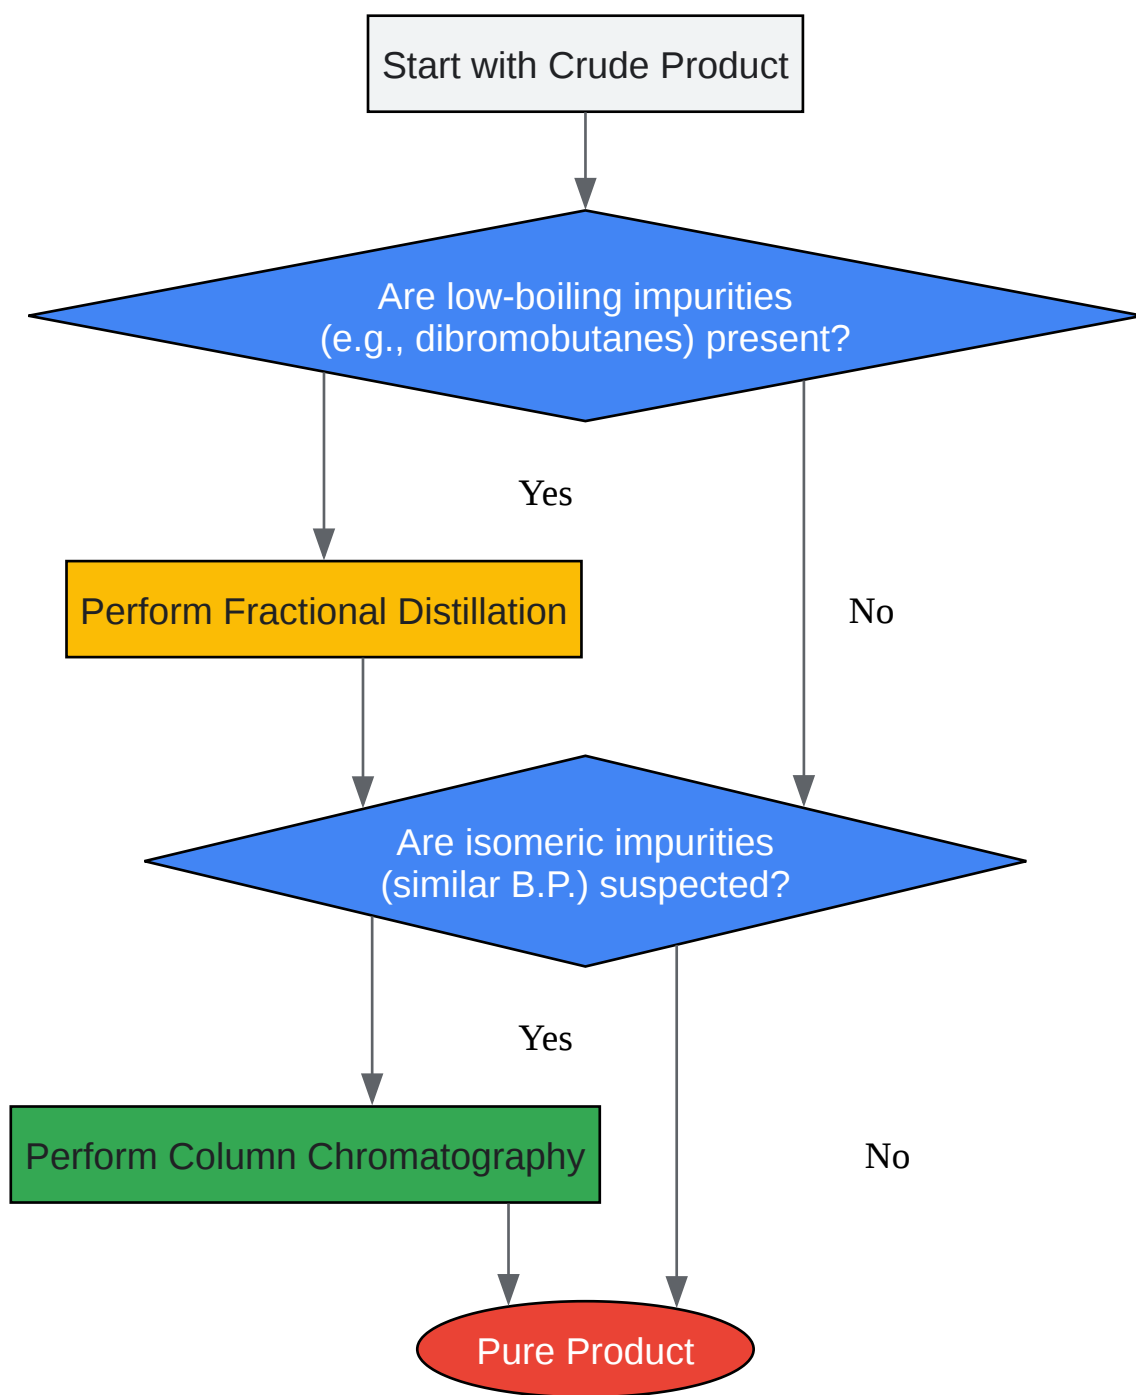 Start with Crude Product
Are low-boiling impurities
(e.g., dibromobutanes) present?
Yes
Perform Fractional Distillation
No
Are isomeric impurities
(similar B.P.) suspected?
Yes
Perform Column Chromatography
No
Pure Product